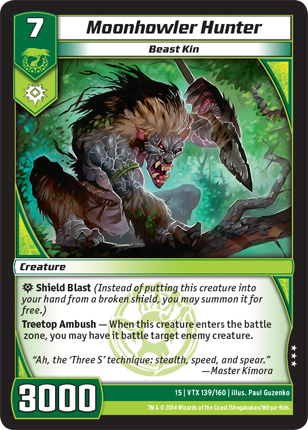 7
Moonhowler Hunter
Beast Kin
Creature
Shield Blast (Instead of putting this creature into
your hand from a broken shield, you may summon it for
free.)
Treetop Ambush — When this creature enters the battle
zone, you may have it battle target enemy creature.
“Ah, the ‘Three S’ technique: stealth, speed, and spear.”
—Master Kimora
3000
15 | VTX 139/160 | illus. Paul Guzenko
TM & © 2014 Wizards of the Coast/Shogakukan/Mitsui-Kids.